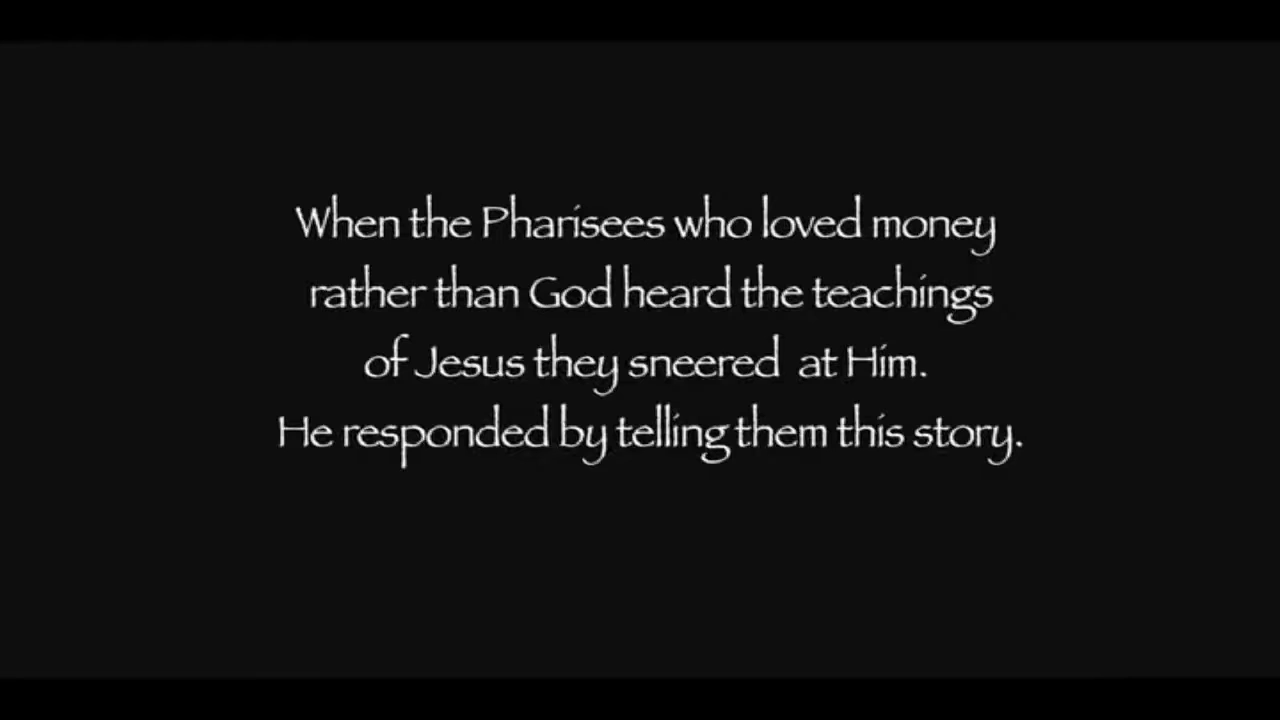 When the Pharisees who loved money
rather than God heard the teachings
of Jesus they sneered at Him.
He responded by telling them this story.